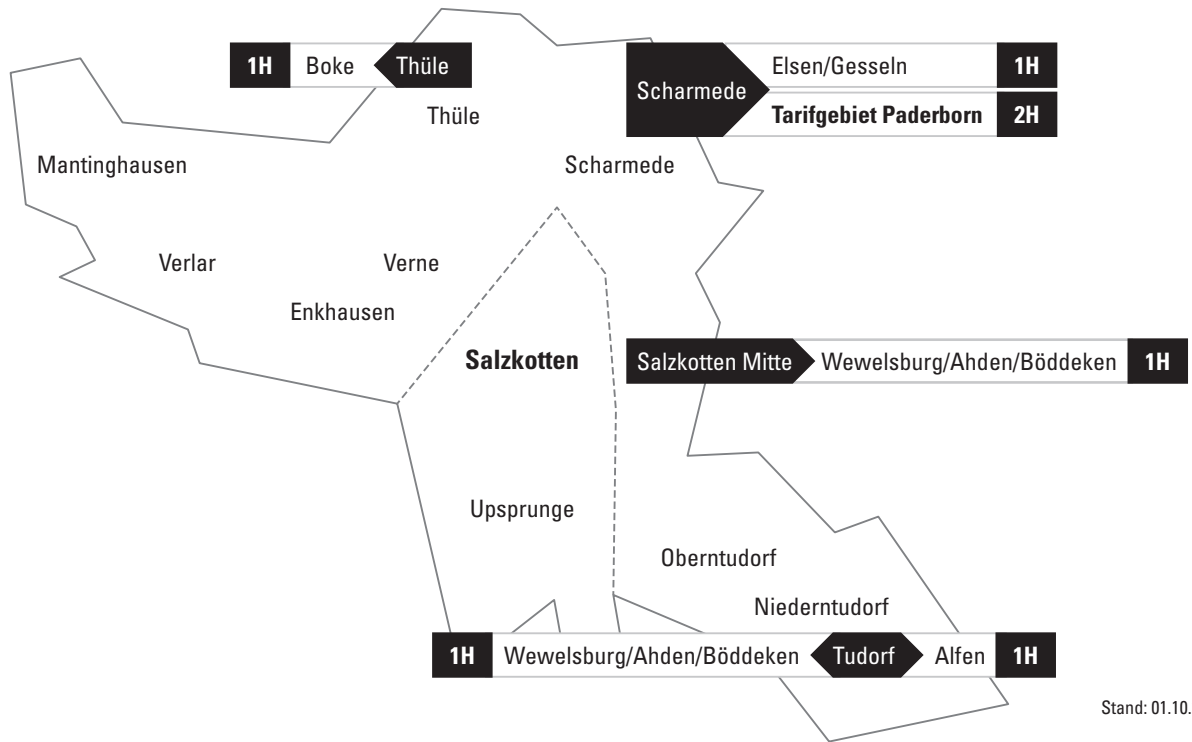 1H Boke Thüle
Elsen/Gesseln 1H
Scharmede
Tarifgebiet Paderborn 2H
Thüle
Mantinghausen
Scharmede
Verlar
Verne
Enkhausen
Salzkotten
Salzkotten Mitte Wewelsburg/Ahden/Böddeken 1H
Upsprunge
Oberntudorf
Niederntudorf
1H Wewelsburg/Ahden/Böddeken Tudorf Alfen 1H
Stand: 01.10.